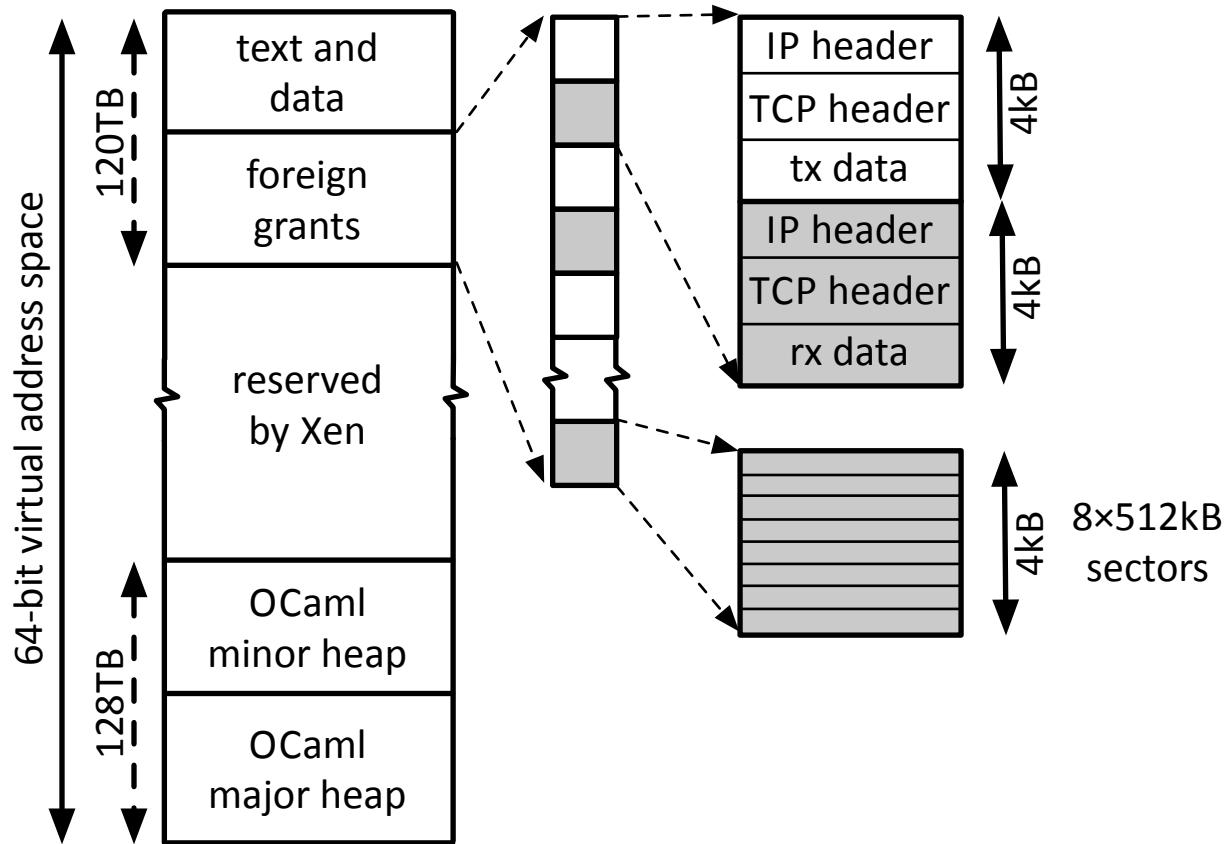 64-bit virtual address space
120TB
128TB
text and
data
foreign
grants
reserved
by Xen
OCaml
minor heap
OCaml
major heap
IP header
TCP header
tx data
IP header
TCP header
rx data
4kB
4kB
4kB
8×512kB
sectors